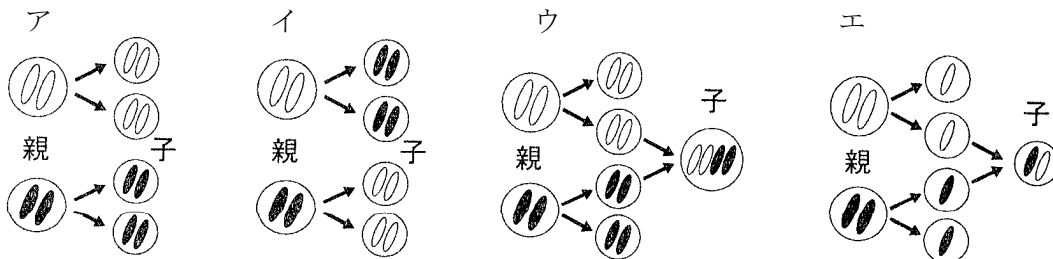 ア イ ウ エ
子
親 子 親 子 親 親 子